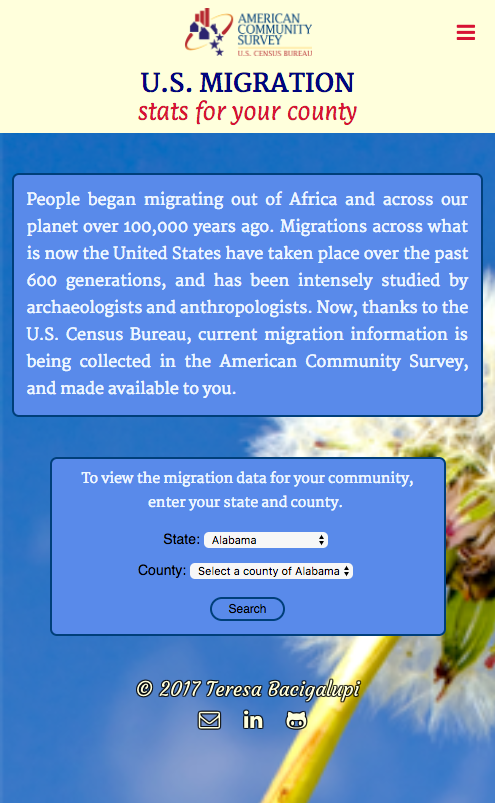 AMERICAN
COMMUNITY
SURVEY
U.S. CENSUS BUREAU
U.S. MIGRATION
stats for your county
People began migrating out of Africa and across our
planet over 100,000 years ago. Migrations across what
is now the United States have taken place over the past
600 generations, and has been intensely studied by
archaeologists and anthropologists. Now, thanks to the
U.S. Census Bureau, current migration information is
being collected in the American Community Survey,
and made available to you.
To view the migration data for your community,
enter your state and county.
State: Alabama
County: Select a county of Alabama
Search
© 2017 Teresa Bacigalupi
in